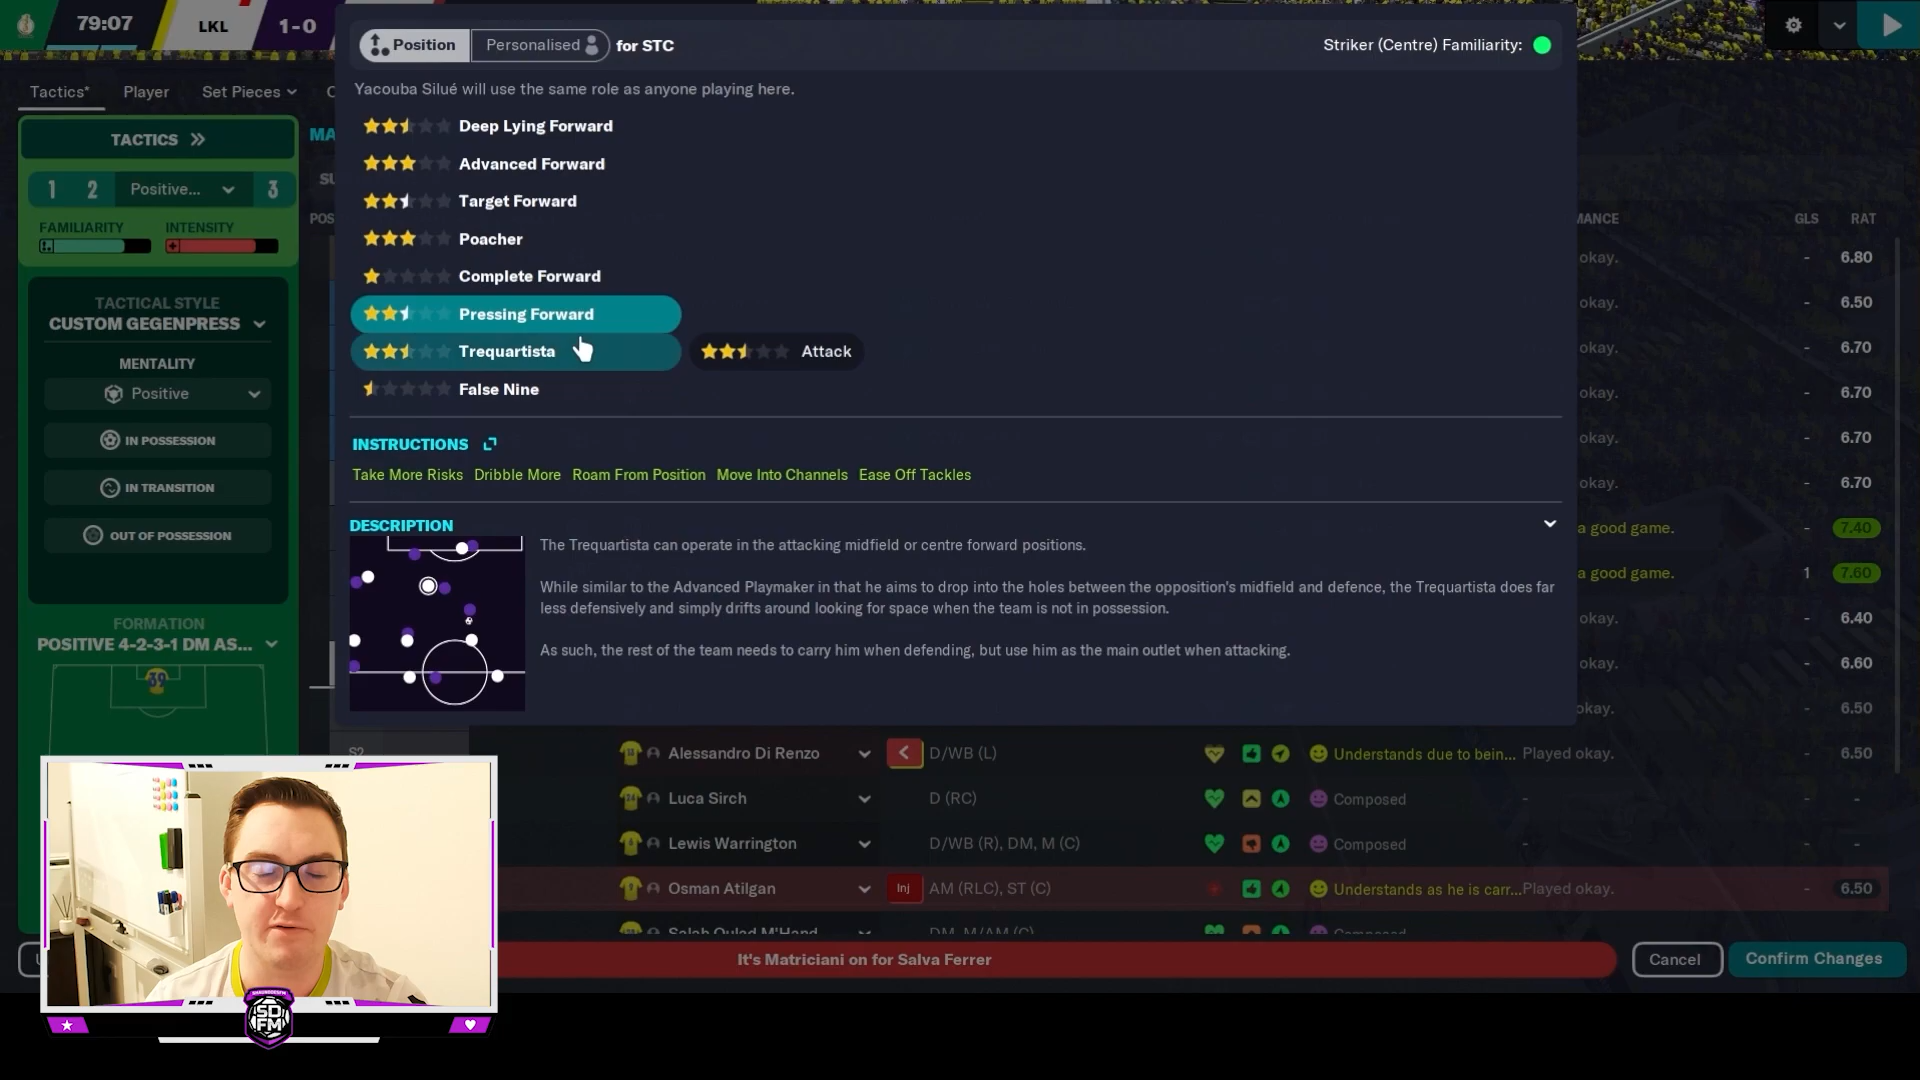 79:07 LKL 1-0
Position Personalised for STC
Striker (Centre) Familiarity:
Tactics* Player Set Pieces
Yacouba Silué will use the same role as anyone playing here.
TACTICS
1 2 Positive... 3
FAMILIARITY INTENSITY
Deep Lying Forward
Advanced Forward
Target Forward
Poacher
Complete Forward
Pressing Forward
Trequartista Attack
False Nine
INSTRUCTIONS
Take More Risks Dribble More Roam From Position Move Into Channels Ease Off Tackles
DESCRIPTION
The Trequartista can operate in the attacking midfield or centre forward positions.
While similar to the Advanced Playmaker in that he aims to drop into the holes between the opposition's midfield and defence, the Trequartista does far
less defensively and simply drifts around looking for space when the team is not in possession.
As such, the rest of the team needs to carry him when defending, but use him as the main outlet when attacking.
TACTICAL STYLE
CUSTOM GEGENPRESS
MENTALITY
Positive
IN POSSESSION
IN TRANSITION
OUT OF POSSESSION
FORMATION
POSITIVE 4-2-3-1 DM AS...
39
POS
GLS RAT
okay. - 6.80
okay. - 6.50
okay. - 6.70
okay. - 6.70
okay. - 6.70
okay. - 6.70
a good game. - 7.40
a good game. 1 7.60
okay. - 6.40
okay. - 6.60
okay. - 6.50
S2 Alessandro Di Renzo D/WB (L) Understands due to bein... Played okay. - 6.50
Luca Sirch D (RC) Composed - - -
Lewis Warrington D/WB (R), DM, M (C) Composed - - -
Osman Atilgan Inj AM (RLC), ST (C) Understands as he is carr... Played okay. - 6.50
Salah Oulad M'Hand DM, M/AM (C) Composed
It's Matriciani on for Salva Ferrer
Cancel Confirm Changes
SD
FM